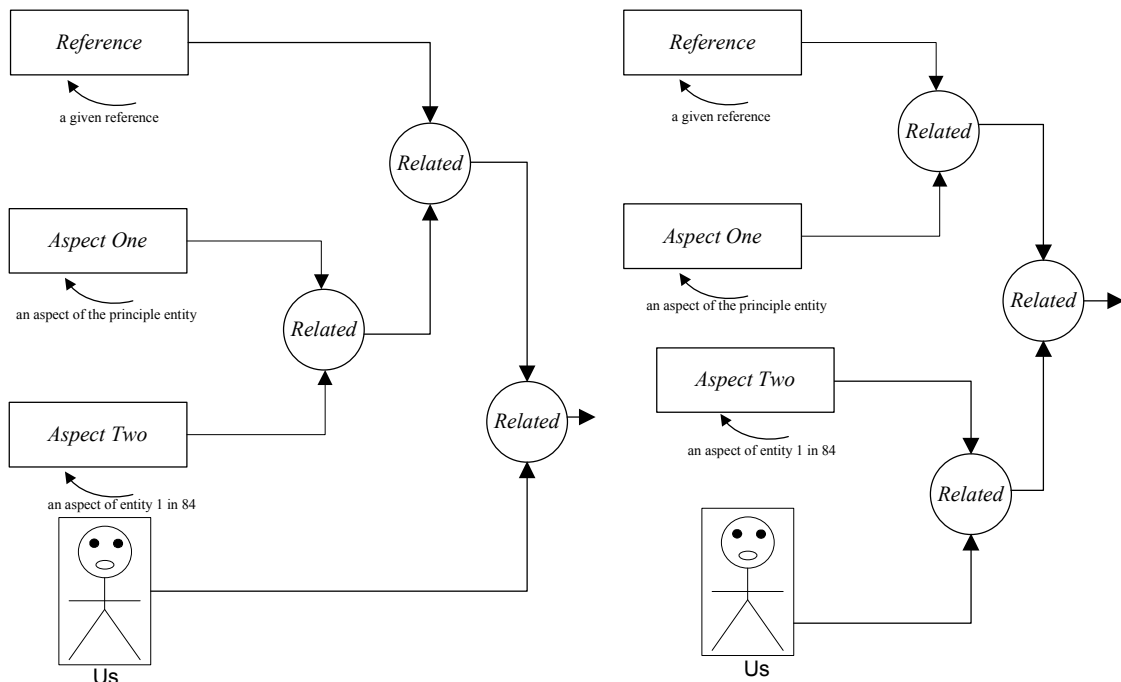 Reference
a given reference
Related
Aspect One
an aspect of the principle entity
Related
Aspect Two
an aspect of entity 1 in 84
Related
Us
Reference
a given reference
Related
Aspect One
an aspect of the principle entity
Related
Aspect Two
an aspect of entity 1 in 84
Related
Us